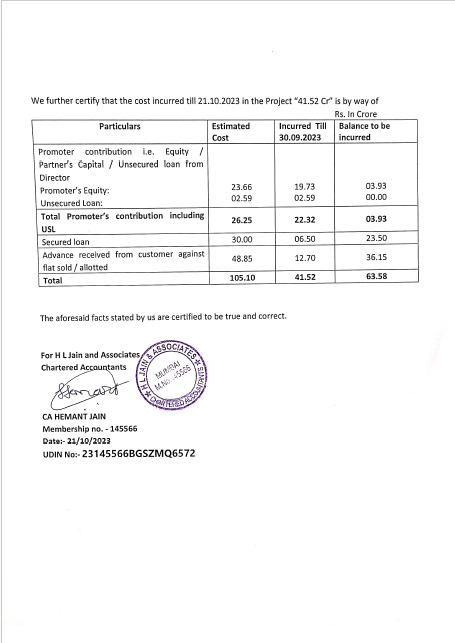 We further certify that the cost incurred till 21.10.2023 in the Project “41.52 Cr” is by way of
Rs. In Crore
Particulars Estimated Cost Incurred Till 30.09.2023 Balance to be incurred
Promoter contribution i.e. Equity /
Partner's Capital / Unsecured loan from
Director
Promoter's Equity: 23.66 19.73 03.93
Unsecured Loan: 02.59 02.59 00.00
Total Promoter's contribution including USL 26.25 22.32 03.93
Secured loan 30.00 06.50 23.50
Advance received from customer against flat sold / allotted 48.85 12.70 36.15
Total 105.10 41.52 63.58
The aforesaid facts stated by us are certified to be true and correct.
For H L Jain and Associates
Chartered Accountants
H L JAIN & ASSOCIATES
MUMBAI
M.No.-145566
CHARTERED ACCOUNTANTS
CA HEMANT JAIN
Membership no. - 145566
Date:- 21/10/2023
UDIN No:- 23145566BGSZMQ6572